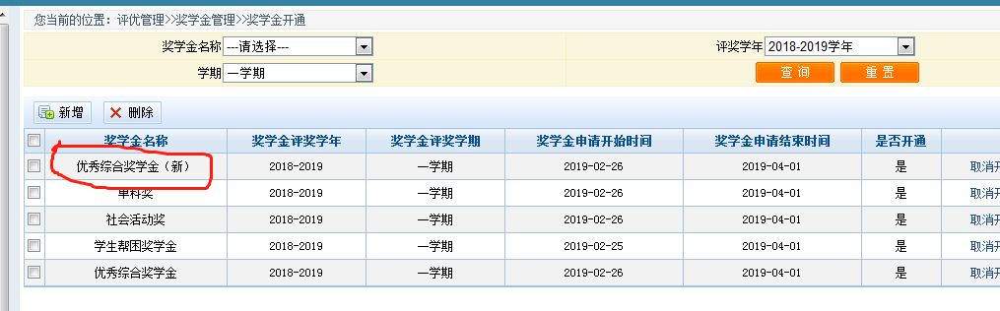 您当前的位置：评优管理>>奖学金管理>>奖学金开通
奖学金名称 ---请选择--- 评奖学年 2018-2019学年
学期 一学期 查 询 重 置
新增 删除
奖学金名称 奖学金评奖学年 奖学金评奖学期 奖学金申请开始时间 奖学金申请结束时间 是否开通
优秀综合奖学金（新） 2018-2019 一学期 2019-02-26 2019-04-01 是 取消开
单科奖 2018-2019 一学期 2019-02-26 2019-04-01 是 取消开
社会活动奖 2018-2019 一学期 2019-02-26 2019-04-01 是 取消开
学生帮困奖学金 2018-2019 一学期 2019-02-25 2019-04-01 是 取消开
优秀综合奖学金 2018-2019 一学期 2019-02-26 2019-04-01 是 取消开